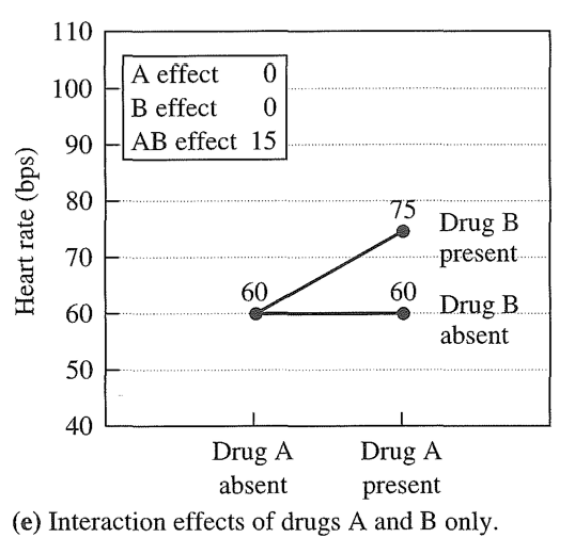 110
100
90
80
70
60
50
40
Heart rate (bps)
A effect 0
B effect 0
AB effect 15
75
Drug B
present
60
60
Drug B
absent
Drug A
absent
Drug A
present
(e) Interaction effects of drugs A and B only.